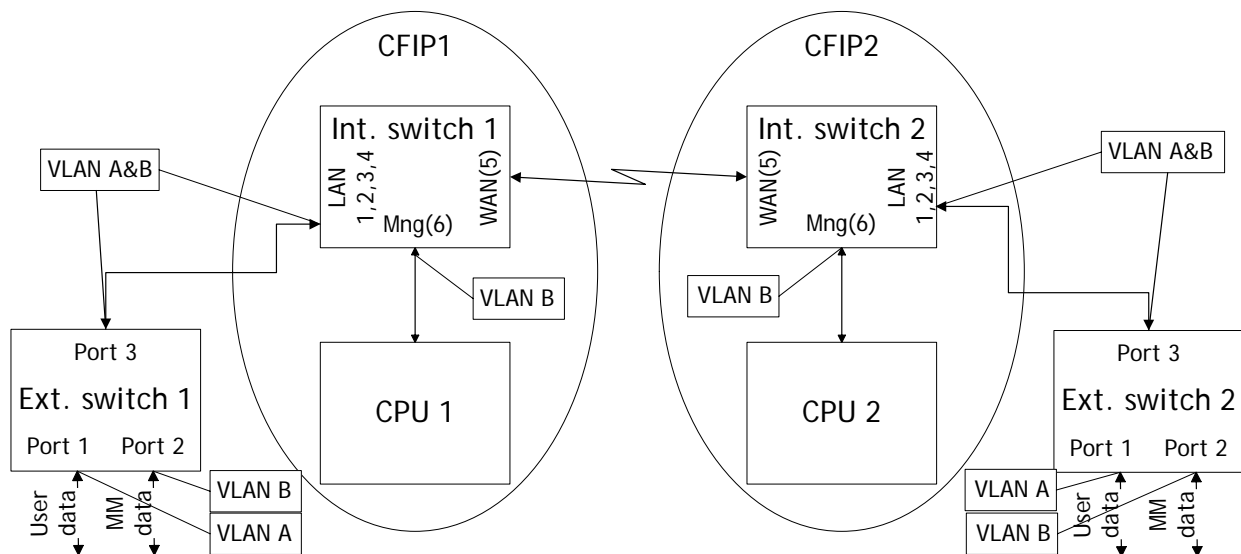 CFIP1
CFIP2
Int. switch 1
LAN
1,2,3,4
WAN(5)
Mng(6)
Int. switch 2
WAN(5)
LAN
1,2,3,4
Mng(6)
VLAN A&B
VLAN A&B
VLAN B
VLAN B
Port 3
Ext. switch 1
Port 1
Port 2
CPU 1
CPU 2
Port 3
Ext. switch 2
Port 1
Port 2
User
data
MM
data
VLAN B
VLAN A
VLAN A
VLAN B
User
data
MM
data